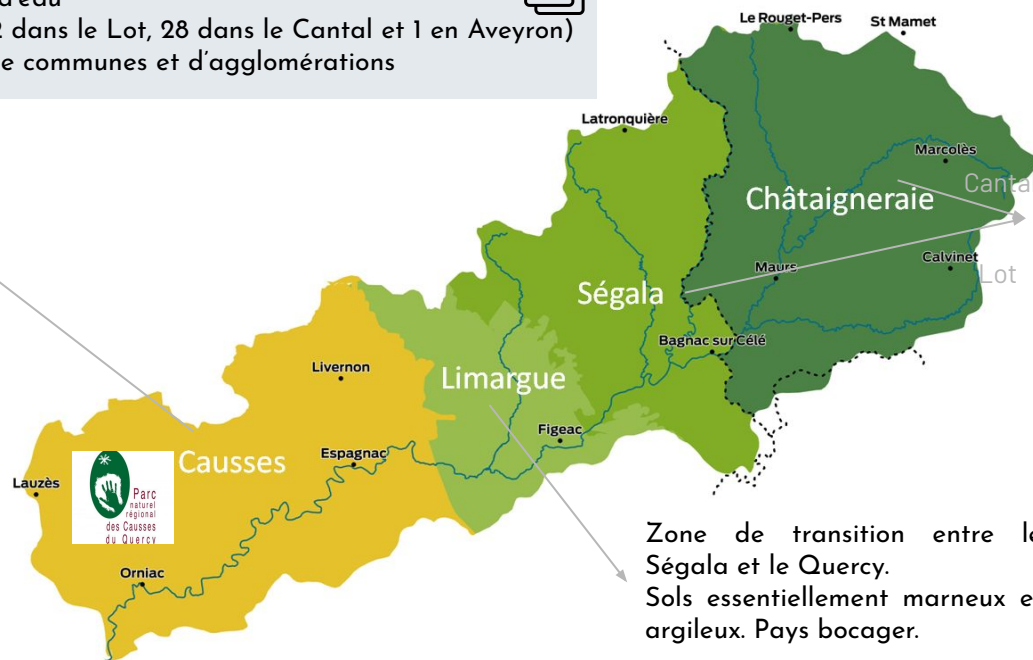 d'eau
2 dans le Lot, 28 dans le Cantal et 1 en Aveyron)
e communes et d'agglomérations
Le Rouget-Pers
St Mamet
Latronquière
Marcolès
Châtaigneraie
Canta
Maurs
Calvinet
Lot
Ségala
Bagnac sur Célé
Livernon
Limargue
Figeac
Causses
Espagnac
Lauzès
Parc
naturel
régional
des Causses
du Quercy
Orniac
Zone de transition entre le
Ségala et le Quercy.
Sols essentiellement marneux e
argileux. Pays bocager.